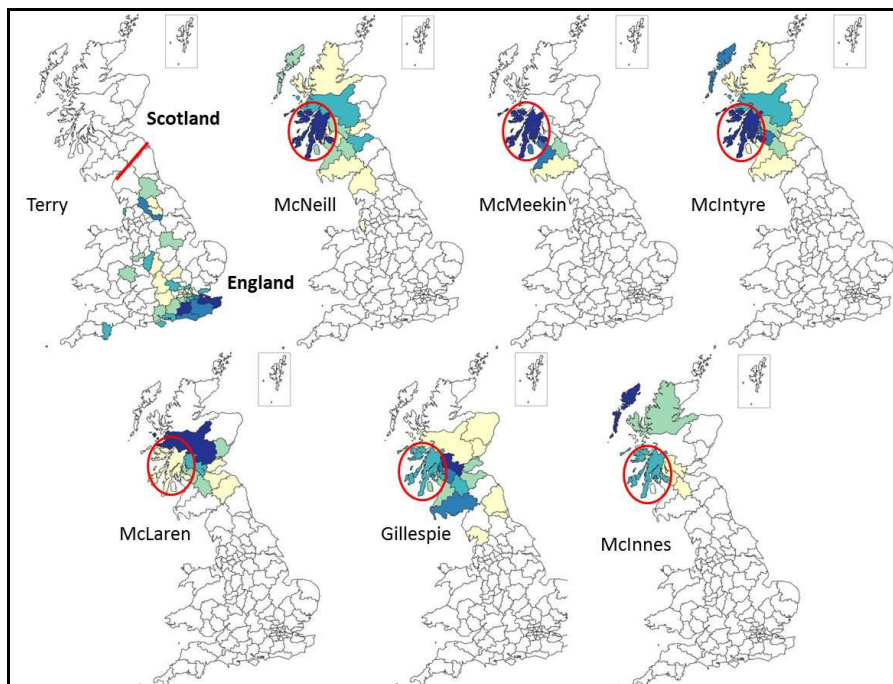 Scotland
Terry
England
McNeill
McMeekin
McIntyre
McLaren
Gillespie
McInnes